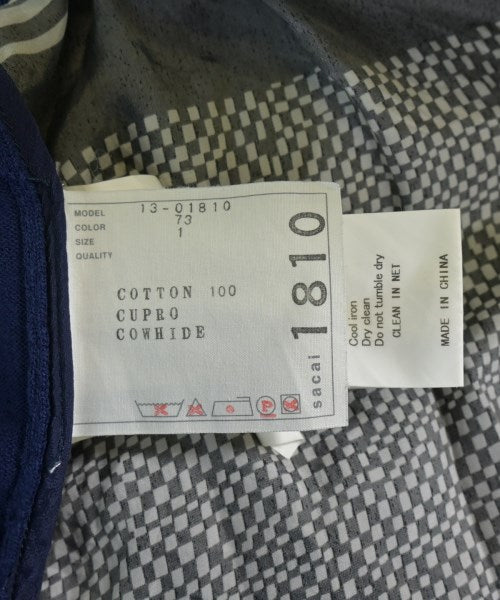 MODEL 13-01810
COLOR 73
SIZE 1
QUALITY
COTTON 100
CUPRO
COWHIDE
P
sacai 1810
Cool iron
Dry clean
Do not tumble dry
CLEAN IN NET
MADE IN CHINA